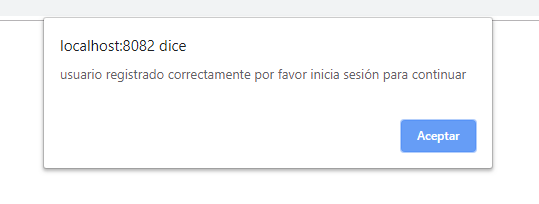 localhost:8082 dice
usuario registrado correctamente por favor inicia sesión para continuar
Aceptar